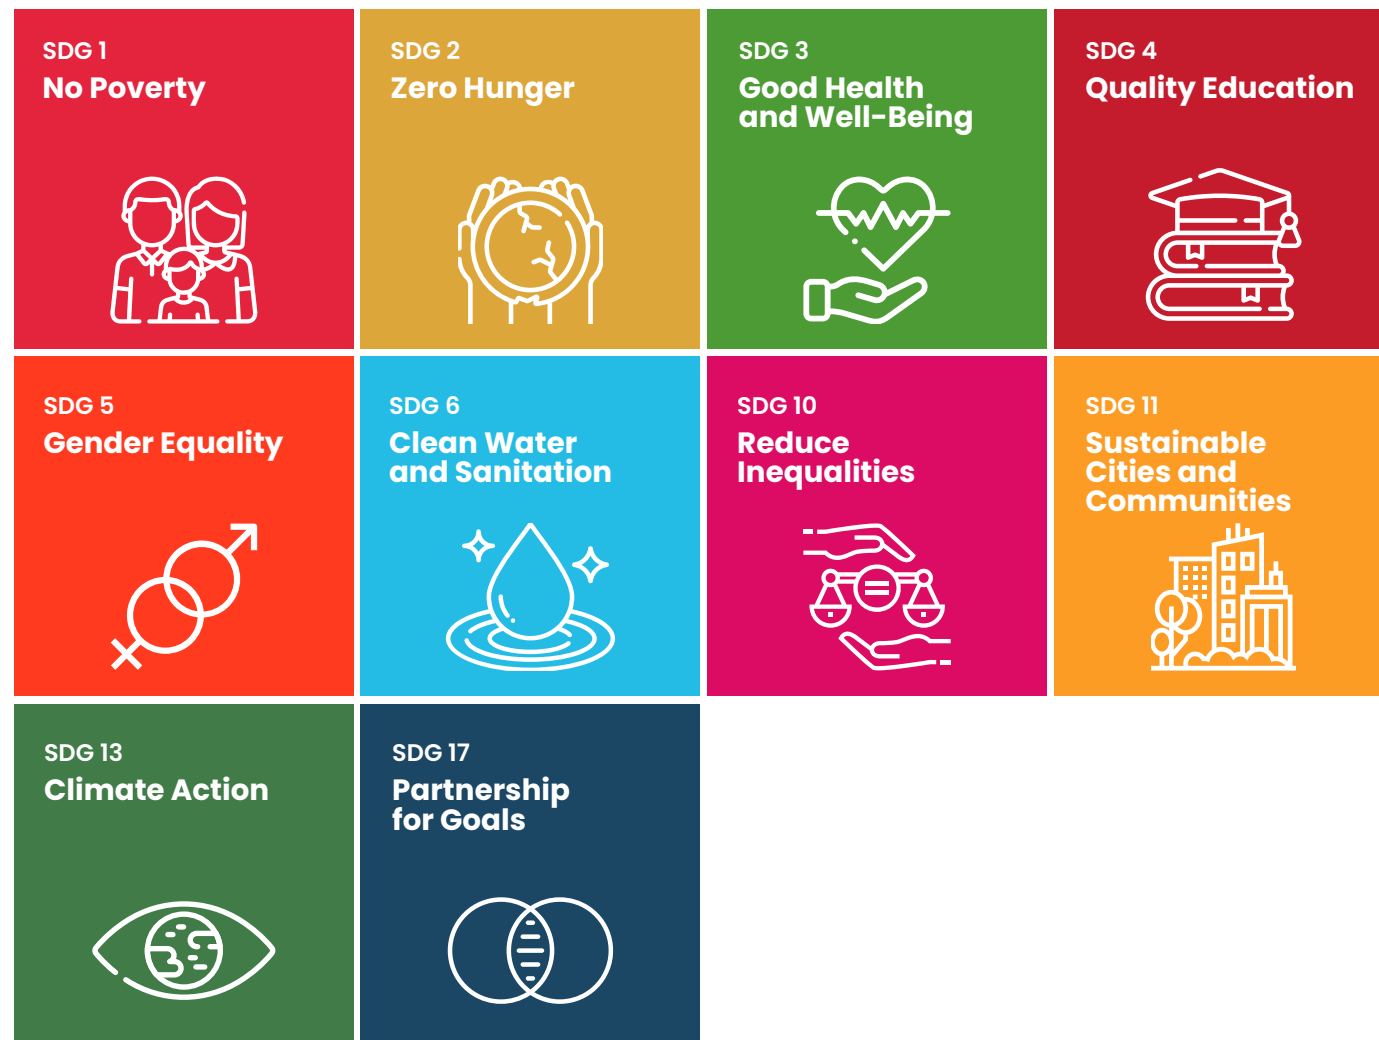 SDG 1
No Poverty
SDG 2
Zero Hunger
SDG 3
Good Health
and Well-Being
SDG 4
Quality Education
SDG 5
Gender Equality
SDG 6
Clean Water
and Sanitation
SDG 10
Reduce
Inequalities
SDG 11
Sustainable
Cities and
Communities
SDG 13
Climate Action
SDG 17
Partnership
for Goals